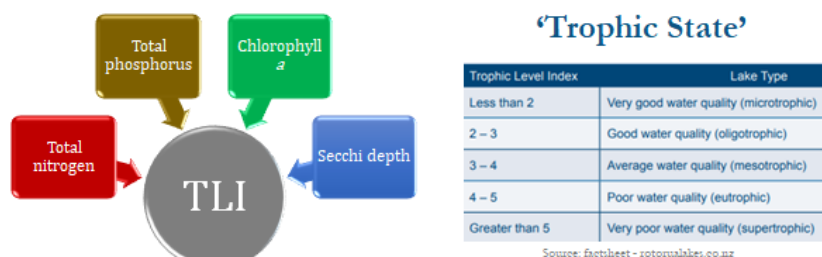 Total
phosphorus
Chlorophyll
a
Total
nitrogen
Secchi depth
TLI
'Trophic State'
Trophic Level Index Lake Type
Less than 2 Very good water quality (microtrophic)
2 – 3 Good water quality (oligotrophic)
3 – 4 Average water quality (mesotrophic)
4 – 5 Poor water quality (eutrophic)
Greater than 5 Very poor water quality (supertrophic)
Source: factsheet - rotorualakes.co.nz